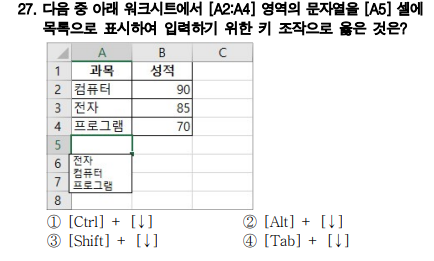 27. 다음 중 아래 워크시트에서 [A2:A4] 영역의 문자열을 [A5] 셀에
목록으로 표시하여 입력하기 위한 키 조작으로 옳은 것은?
A B C
1 과목 성적
2 컴퓨터 90
3 전자 85
4 프로그램 70
5
6 전자
컴퓨터
7 프로그램
8
① [Ctrl] + [↓] ② [Alt] + [↓]
③ [Shift] + [↓] ④ [Tab] + [↓]